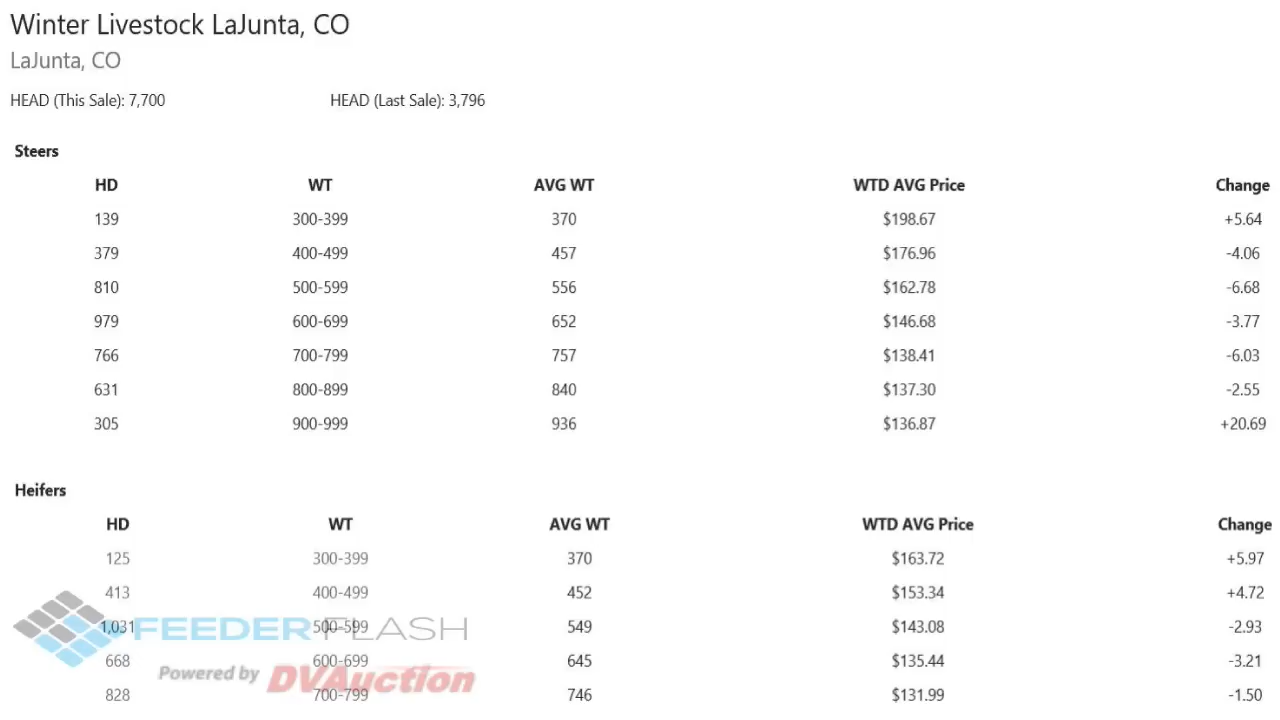 Winter Livestock LaJunta, CO
LaJunta, CO
HEAD (This Sale): 7,700 HEAD (Last Sale): 3,796
Steers
HD WT AVG WT WTD AVG Price Change
139 300-399 370 $198.67 +5.64
379 400-499 457 $176.96 -4.06
810 500-599 556 $162.78 -6.68
979 600-699 652 $146.68 -3.77
766 700-799 757 $138.41 -6.03
631 800-899 840 $137.30 -2.55
305 900-999 936 $136.87 +20.69
Heifers
HD WT AVG WT WTD AVG Price Change
125 300-399 370 $163.72 +5.97
413 400-499 452 $153.34 +4.72
1,031 500-599 549 $143.08 -2.93
FEEDER FLASH
668 600-699 645 $135.44 -3.21
Powered by DVAuction
828 700-799 746 $131.99 -1.50